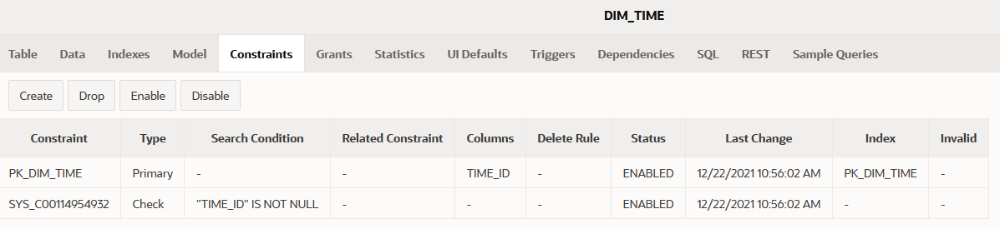 DIM_TIME
Table Data Indexes Model Constraints Grants Statistics UI Defaults Triggers Dependencies SQL REST Sample Queries
Create Drop Enable Disable
Constraint Type Search Condition Related Constraint Columns Delete Rule Status Last Change Index Invalid
PK_DIM_TIME Primary - - TIME_ID - ENABLED 12/22/2021 10:56:02 AM PK_DIM_TIME -
SYS_C00114954932 Check "TIME_ID" IS NOT NULL - - - ENABLED 12/22/2021 10:56:02 AM - -